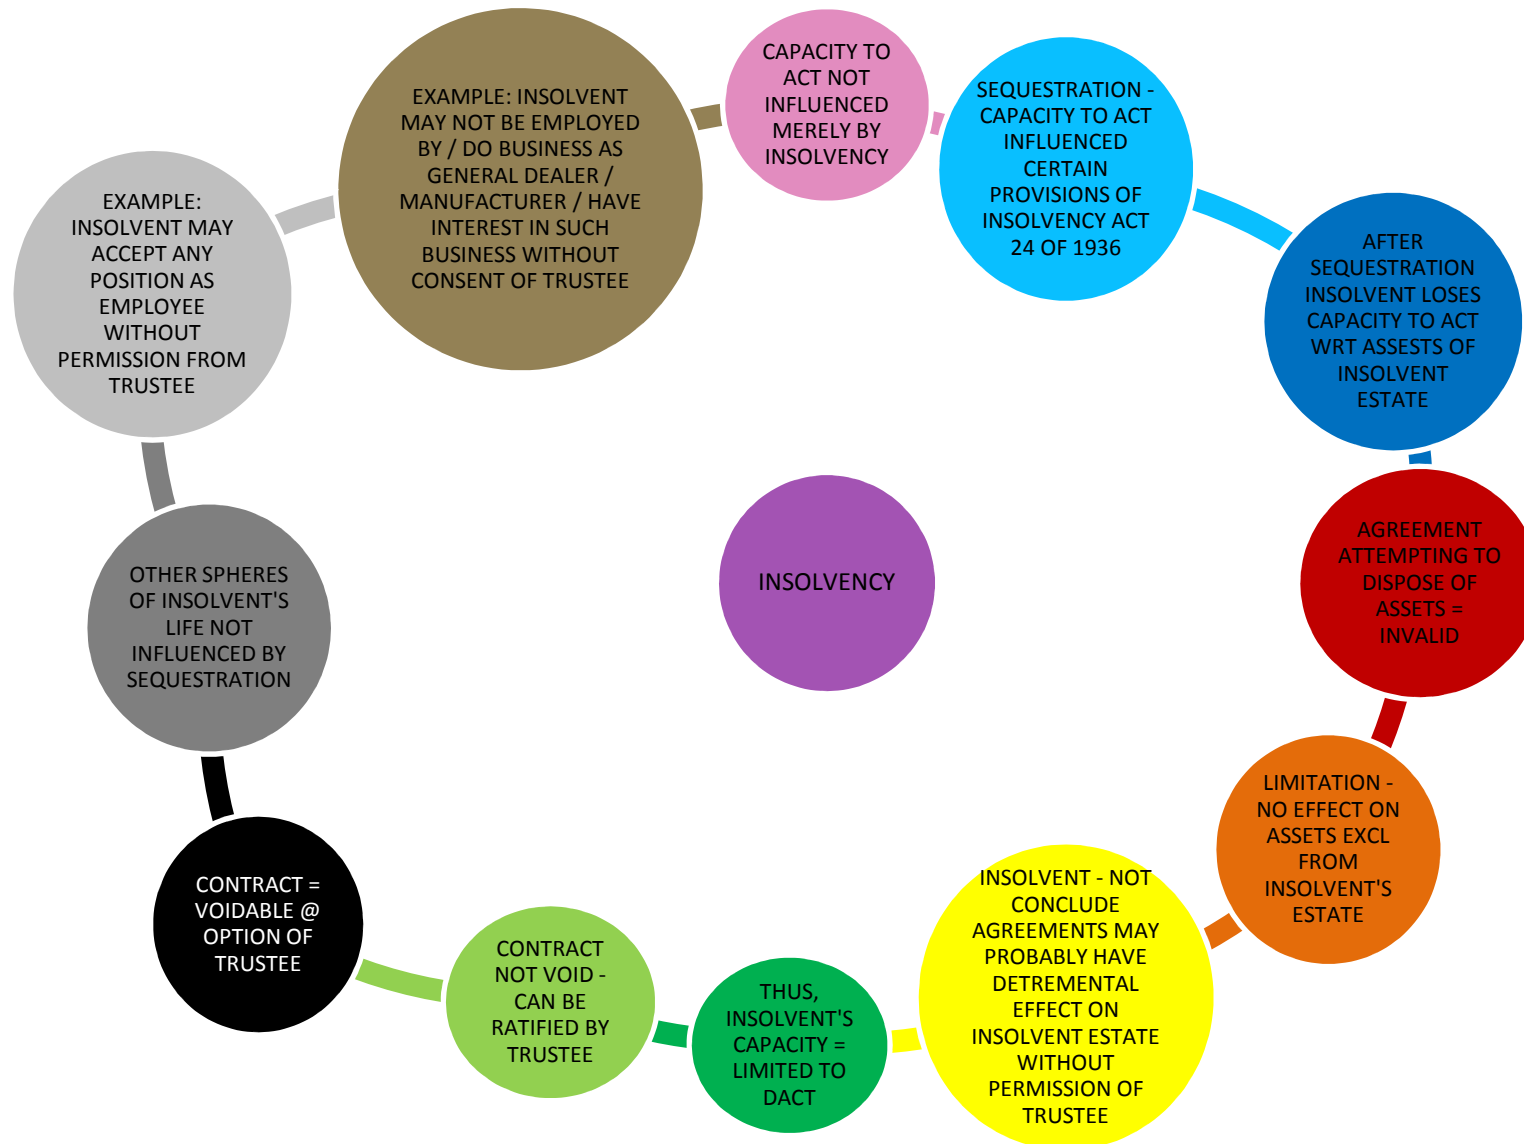 CAPACITY TO
ACT NOT
INFLUENCED
MERELY BY
INSOLVENCY
SEQUESTRATION -
CAPACITY TO ACT
INFLUENCED
CERTAIN
PROVISIONS OF
INSOLVENCY ACT
24 OF 1936
AFTER
SEQUESTRATION
INSOLVENT LOSES
CAPACITY TO ACT
WRT ASSESTS OF
INSOLVENT
ESTATE
AGREEMENT
ATTEMPTING TO
DISPOSE OF
ASSETS =
INVALID
LIMITATION -
NO EFFECT ON
ASSETS EXCL
FROM
INSOLVENT'S
ESTATE
INSOLVENT - NOT
CONCLUDE
AGREEMENTS MAY
PROBABLY HAVE
DETREMENTAL
EFFECT ON
INSOLVENT ESTATE
WITHOUT
PERMISSION OF
TRUSTEE
THUS,
INSOLVENT'S
CAPACITY =
LIMITED TO
DACT
CONTRACT
NOT VOID -
CAN BE
RATIFIED BY
TRUSTEE
CONTRACT =
VOIDABLE @
OPTION OF
TRUSTEE
OTHER SPHERES
OF INSOLVENT'S
LIFE NOT
INFLUENCED BY
SEQUESTRATION
EXAMPLE:
INSOLVENT MAY
ACCEPT ANY
POSITION AS
EMPLOYEE
WITHOUT
PERMISSION FROM
TRUSTEE
EXAMPLE: INSOLVENT
MAY NOT BE EMPLOYED
BY / DO BUSINESS AS
GENERAL DEALER /
MANUFACTURER / HAVE
INTEREST IN SUCH
BUSINESS WITHOUT
CONSENT OF TRUSTEE
INSOLVENCY